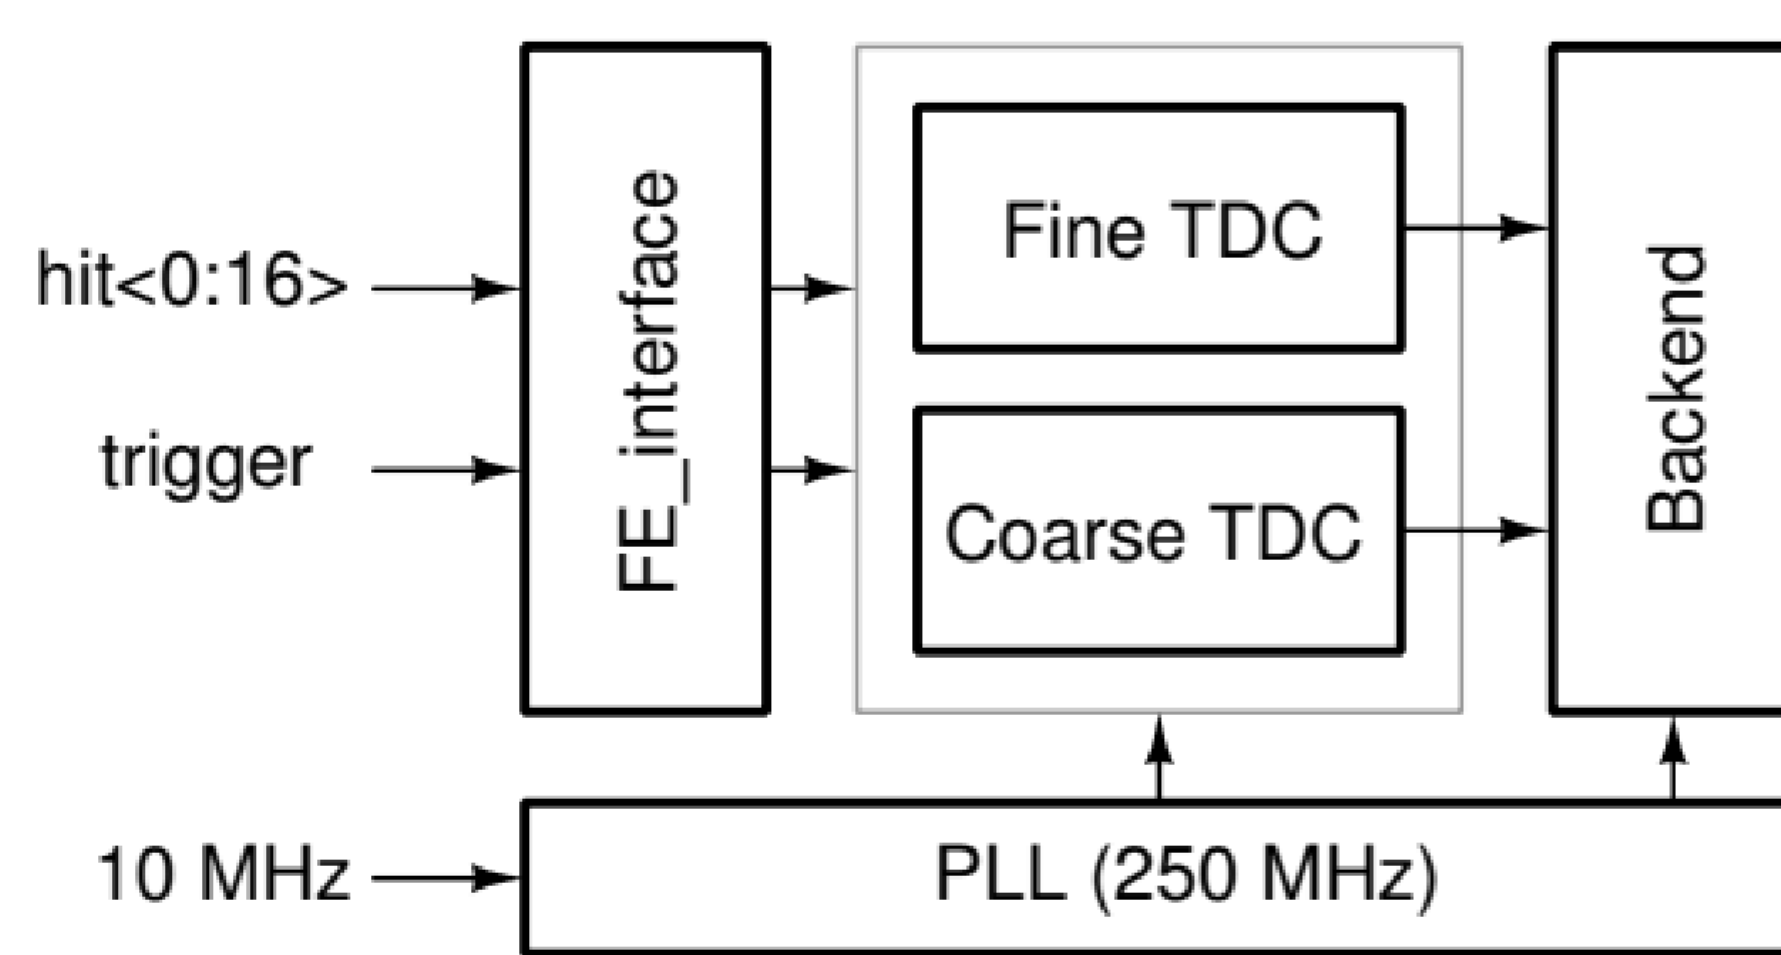 hit<0:16>
trigger
FE_interface
Fine TDC
Coarse TDC
Backend
10 MHz
PLL (250 MHz)